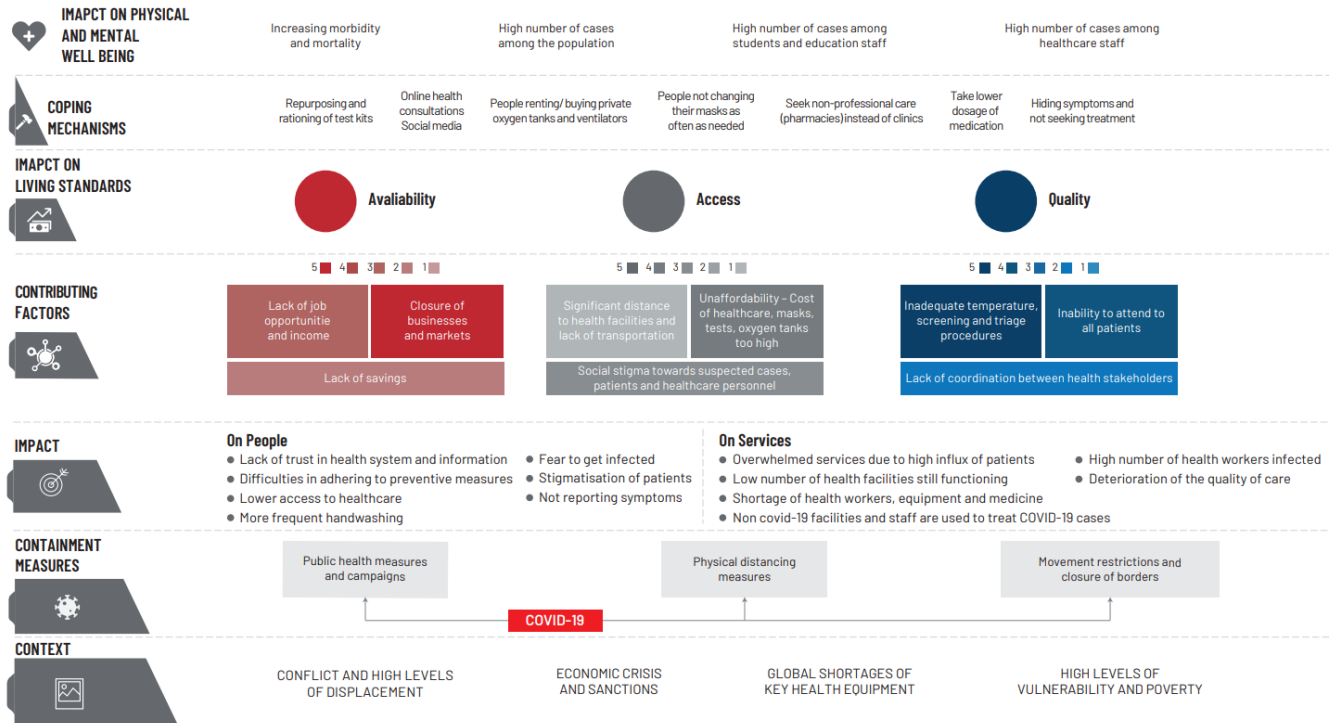 IMAPCT ON PHYSICAL
AND MENTAL
WELL BEING
Increasing morbidity
and mortality
High number of cases
among the population
High number of cases among
students and education staff
High number of cases among
healthcare staff
COPING
MECHANISMS
Repurposing and
rationing of test kits
Online health
consultations
Social media
People renting/ buying private
oxygen tanks and ventilators
People not changing
their masks as
often as needed
Seek non-professional care
(pharmacies) instead of clinics
Take lower
dosage of
medication
Hiding symptoms and
not seeking treatment
IMAPCT ON
LIVING STANDARDS
Avaliability
Access
Quality
5 4 3 2 1
5 4 3 2 1
5 4 3 2 1
CONTRIBUTING
FACTORS
Lack of job
opportunitie
and income
Closure of
businesses
and markets
Lack of savings
Significant distance
to health facilities and
lack of transportation
Unaffordability – Cost
of healthcare, masks,
tests, oxygen tanks
too high
Social stigma towards suspected cases,
patients and healthcare personnel
Inadequate temperature,
screening and triage
procedures
Inability to attend to
all patients
Lack of coordination between health stakeholders
IMPACT
On People
● Lack of trust in health system and information
● Difficulties in adhering to preventive measures
● Lower access to healthcare
● More frequent handwashing
● Fear to get infected
● Stigmatisation of patients
● Not reporting symptoms
On Services
● Overwhelmed services due to high influx of patients
● Low number of health facilities still functioning
● Shortage of health workers, equipment and medicine
● Non covid-19 facilities and staff are used to treat COVID-19 cases
● High number of health workers infected
● Deterioration of the quality of care
CONTAINMENT
MEASURES
Public health measures
and campaigns
Physical distancing
measures
Movement restrictions and
closure of borders
COVID-19
CONTEXT
CONFLICT AND HIGH LEVELS
OF DISPLACEMENT
ECONOMIC CRISIS
AND SANCTIONS
GLOBAL SHORTAGES OF
KEY HEALTH EQUIPMENT
HIGH LEVELS OF
VULNERABILITY AND POVERTY